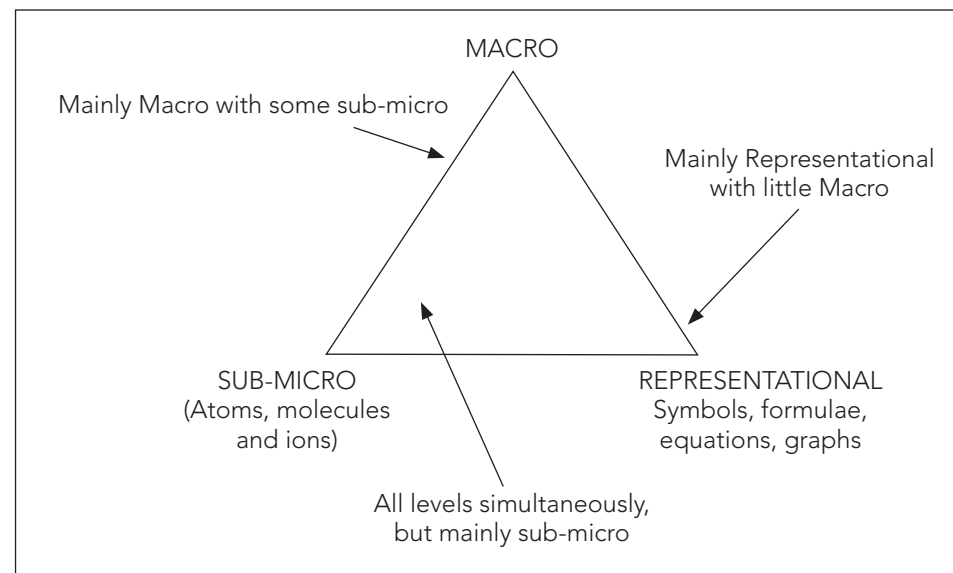 MACRO
Mainly Macro with some sub-micro
Mainly Representational
with little Macro
SUB-MICRO
(Atoms, molecules
and ions)
REPRESENTATIONAL
Symbols, formulae,
equations, graphs
All levels simultaneously,
but mainly sub-micro